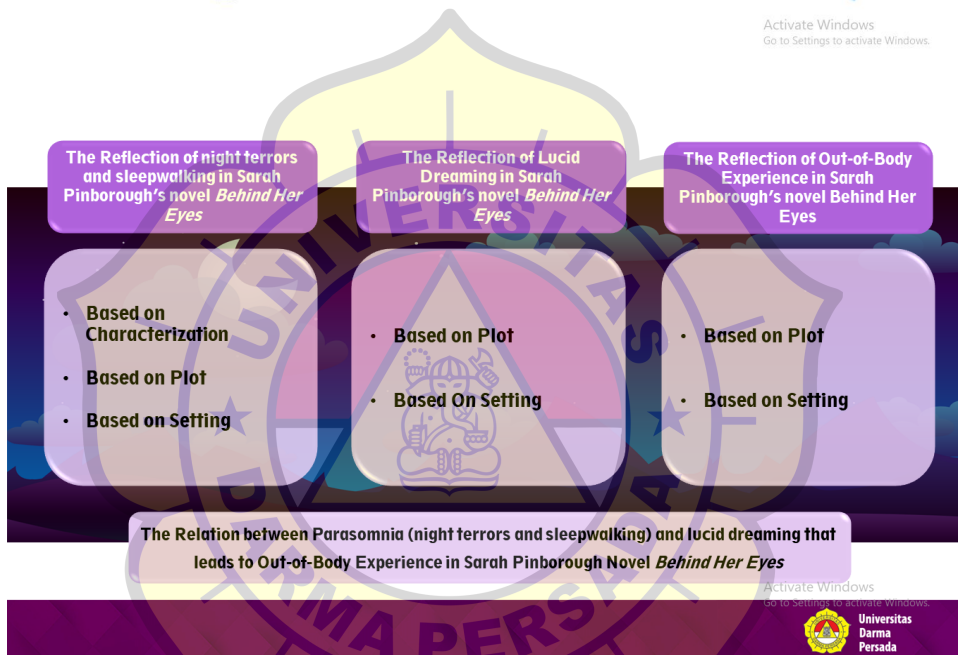 Activate Windows
Go to Settings to activate Windows.
The Reflection of night terrors
and sleepwalking in Sarah
Pinborough's novel Behind Her
Eyes
• Based on
Characterization
• Based on Plot
• Based on Setting
The Reflection of Lucid
Dreaming in Sarah
Pinborough's novel Behind Her
Eyes
• Based on Plot
• Based On Setting
The Reflection of Out-of-Body
Experience in Sarah
Pinborough's novel Behind Her
Eyes
• Based on Plot
• Based on Setting
UNIVERSITAS
DARMA PERSADA
The Relation between Parasomnia (night terrors and sleepwalking) and lucid dreaming that
leads to Out-of-Body Experience in Sarah Pinborough Novel Behind Her Eyes
Activate Windows
Go to Settings to activate Windows.
Universitas
Darma
Persada